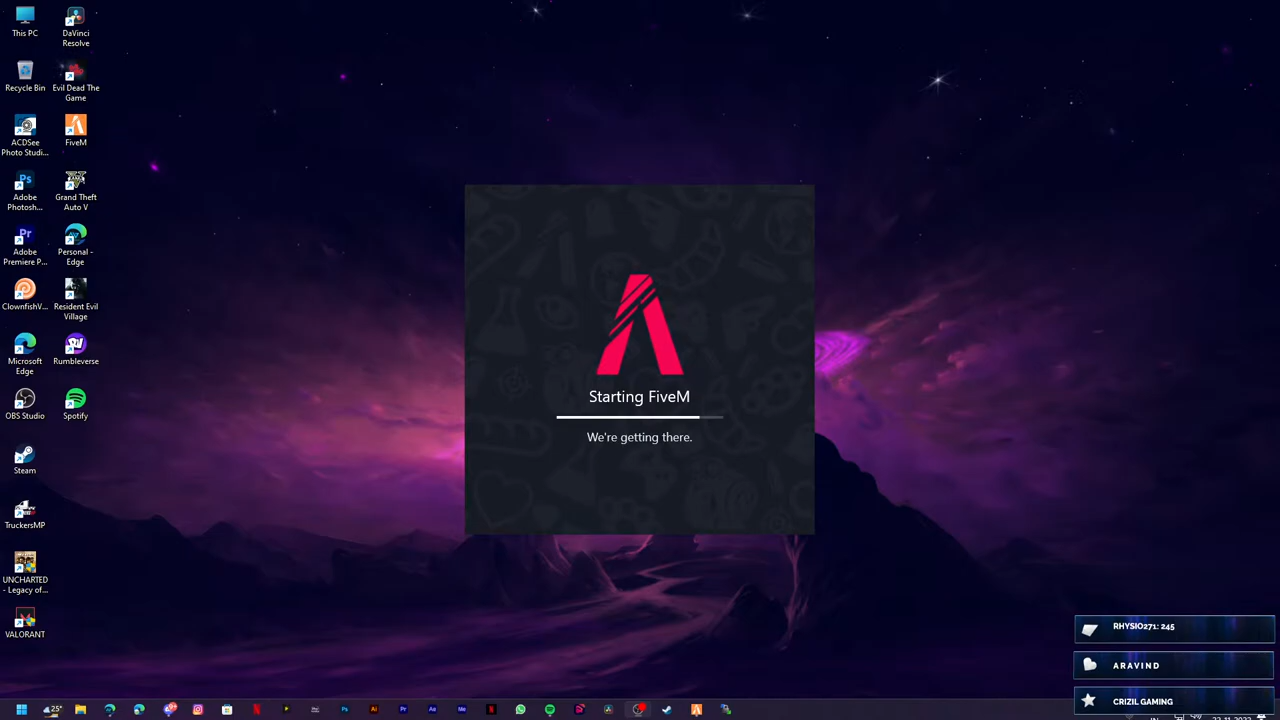 This PC
DaVinci
Resolve
Recycle Bin
Evil Dead The
Game
ACDSee
Photo Studi...
FiveM
Adobe
Photosh...
Grand Theft
Auto V
Adobe
Premiere P...
Personal -
Edge
ClownfishV...
Resident Evil
Village
Microsoft
Edge
Rumbleverse
OBS Studio
Spotify
Steam
TruckersMP
UNCHARTED
- Legacy of...
VALORANT
Starting FiveM
We're getting there.
RHYSIO271: 245
ARAVIND
CRIZIL GAMING
25°